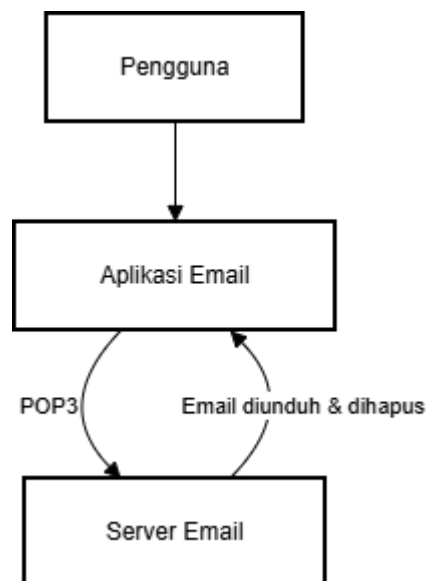 Pengguna
Aplikasi Email
POP3
Email diunduh & dihapus
Server Email